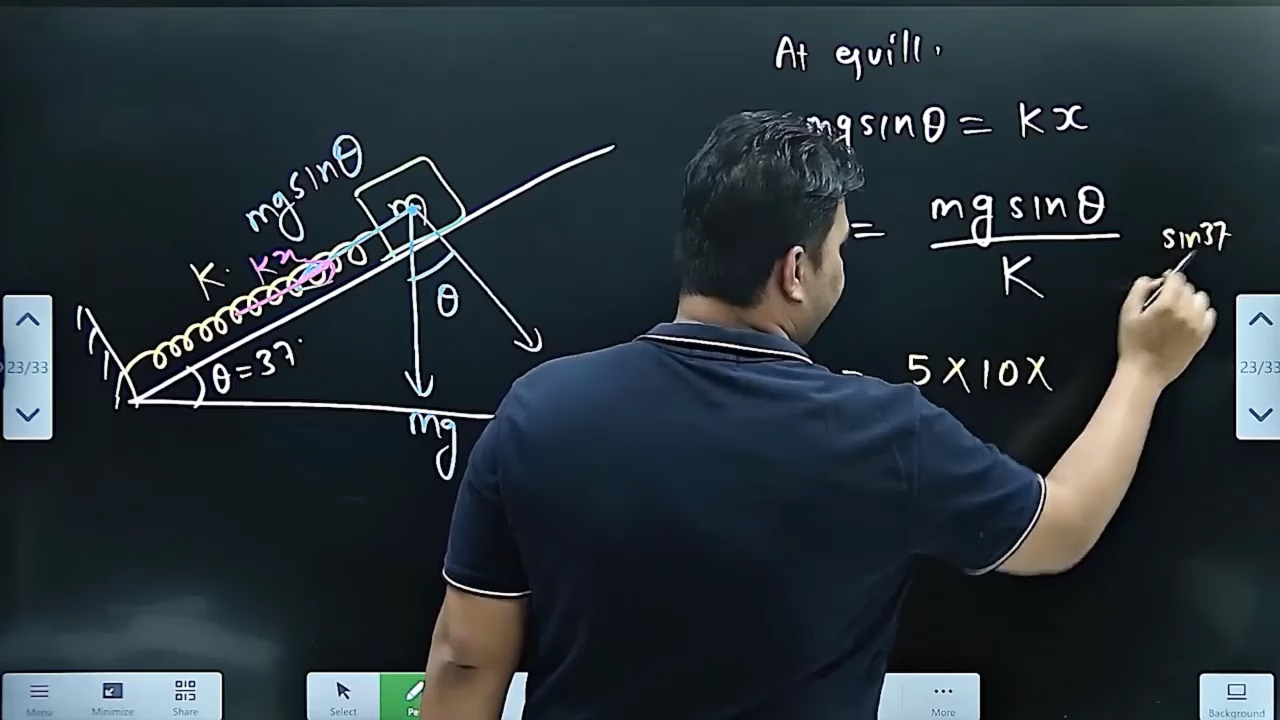 At equill.
mgsinθ = Kx
= mgsinθ
K
sin37
= 5×10×
mgsinθ
m
K.
Kx
θ
θ = 37°
mg
23/33
23/33
Menu
Minimize
Share
Select
More
Background